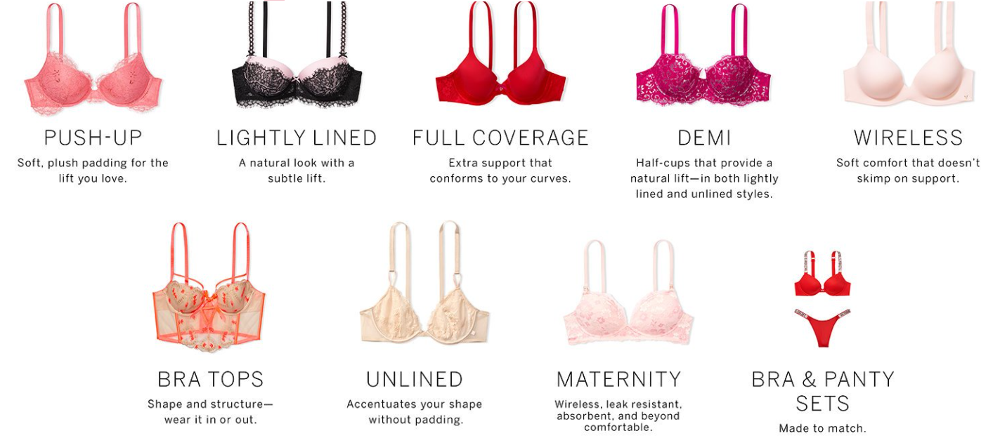 PUSH-UP
Soft, plush padding for the
lift you love.
LIGHTLY LINED
A natural look with a
subtle lift.
FULL COVERAGE
Extra support that
conforms to your curves.
DEMI
Half-cups that provide a
natural lift—in both lightly
lined and unlined styles.
WIRELESS
Soft comfort that doesn't
skimp on support.
BRA TOPS
Shape and structure—
wear it in or out.
UNLINED
Accentuates your shape
without padding.
MATERNITY
Wireless, leak resistant,
absorbent, and beyond
comfortable.
BRA & PANTY
SETS
Made to match.